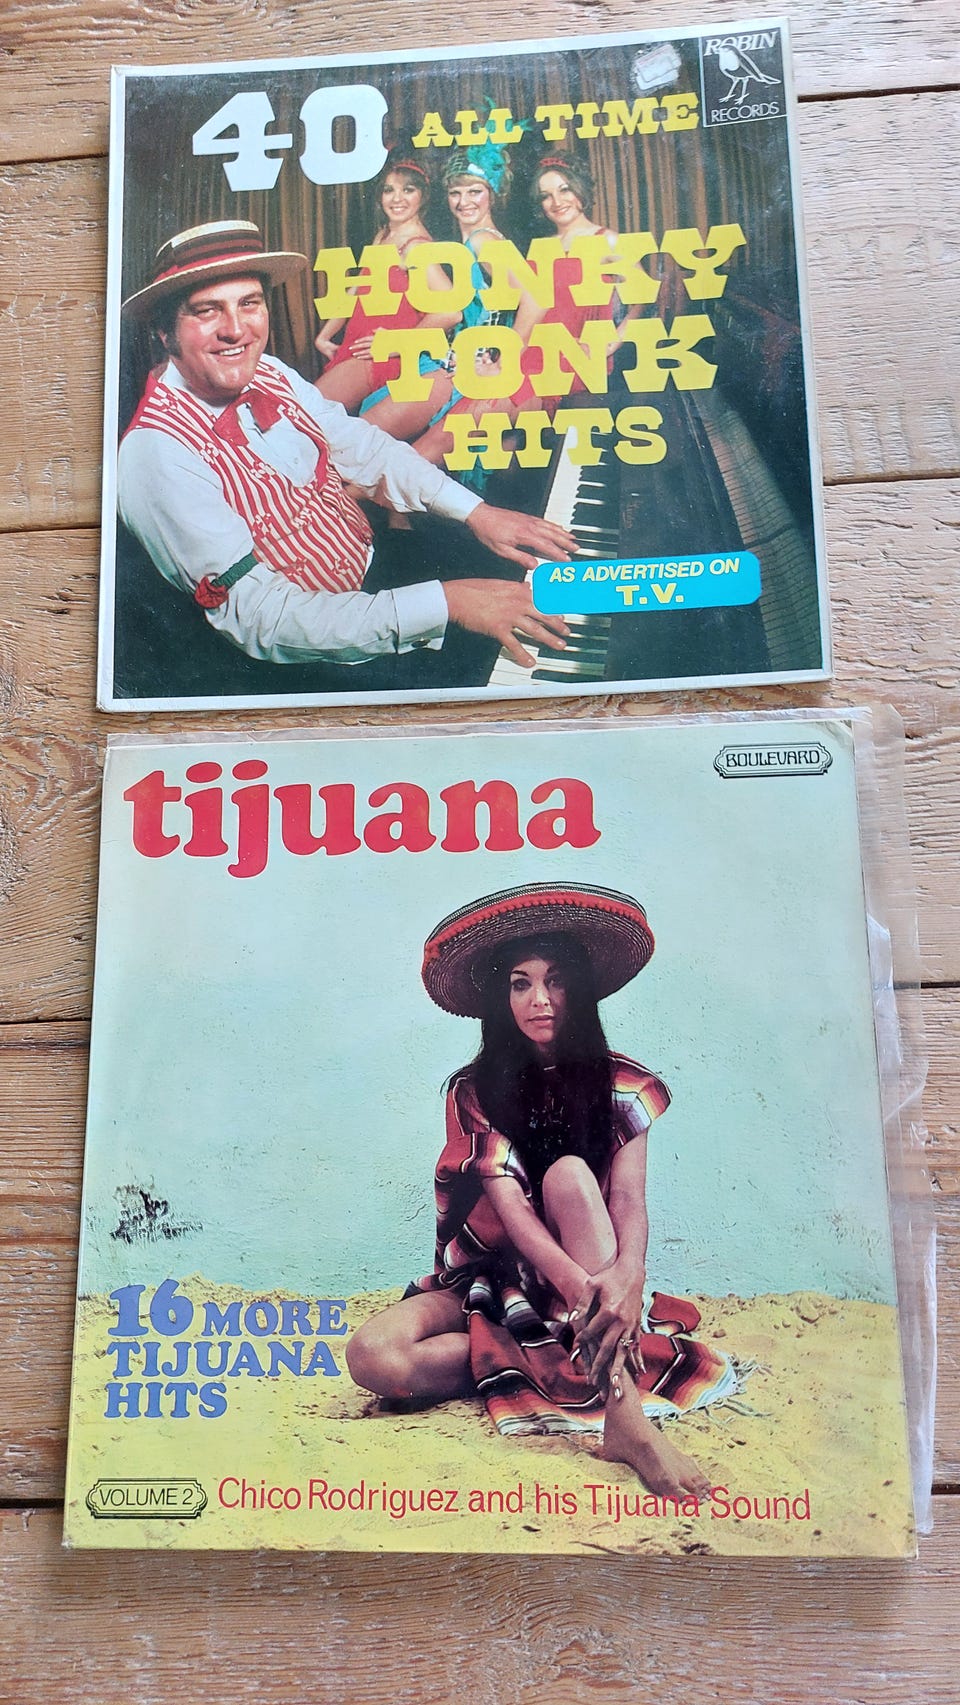 ROBIN
RECORDS
40 ALL TIME
HONKY
TONK
HITS
AS ADVERTISED ON
T.V.
tijuana
BOULEVARD
16 MORE
TIJUANA
HITS
VOLUME 2
Chico Rodriguez and his Tijuana Sound